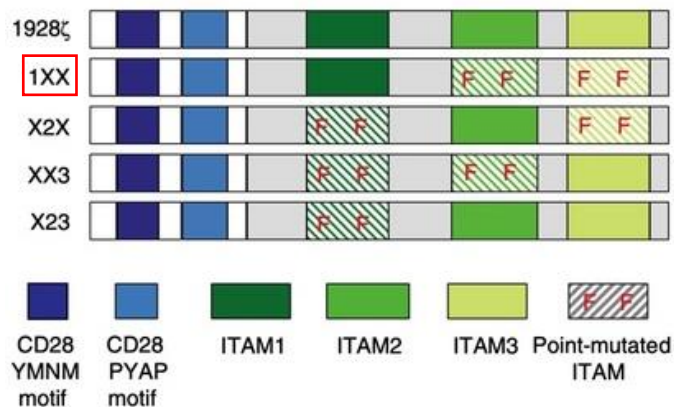 1928ζ
1XX
F F F F
X2X
F F F F
XX3
F F F F
X23
F F
F F
CD28 CD28 ITAM1 ITAM2 ITAM3 Point-mutated
YMNM PYAP ITAM
motif motif